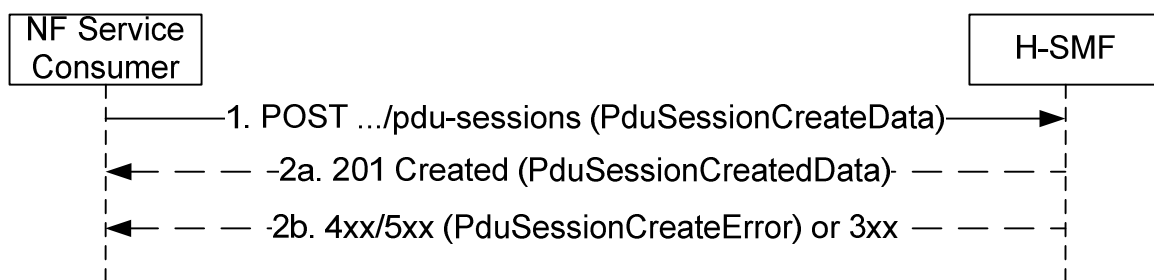 NF Service
Consumer
H-SMF
1. POST .../pdu-sessions (PduSessionCreateData)
2a. 201 Created (PduSessionCreatedData)
2b. 4xx/5xx (PduSessionCreateError) or 3xx